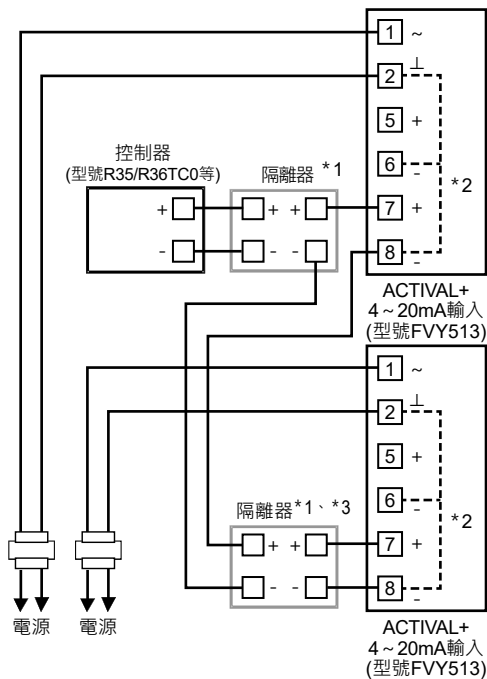 1 ~
2 ⊥
5 +
控制器
(型號R35/R36TC0等)
隔離器 *1
6 -
*2
+ + + 7 +
- - - 8 -
ACTIVAL+
4～20mA輸入
(型號FVY513)
1 ~
2 ⊥
5 +
6 -
隔離器*1、*3
*2
+ + 7 +
- - 8 -
電源 電源
ACTIVAL+
4～20mA輸入
(型號FVY513)